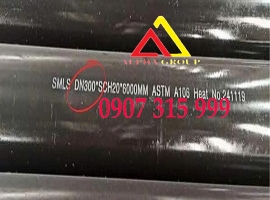 ALPHA GROUP
SMLS DN300*SCH20*6000MM ASTM A106 Heat No.241119
0907 315 999